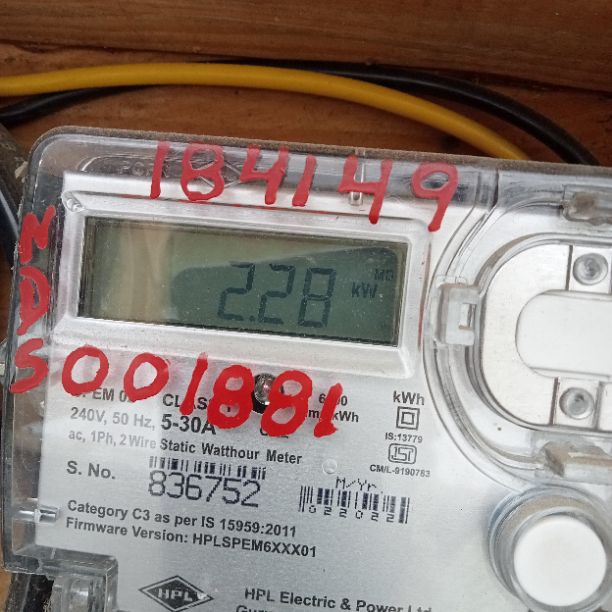 184149
MD
2.28 kW
NDS001881
kWh
240V, 50 Hz, 5-30A
IS:13779
ac, 1Ph, 2 Wire Static Watthour Meter
CM/L-9190783
S. No. 836752
M/Yr.
022022
Category C3 as per IS 15959:2011
Firmware Version: HPLSPEM6XXX01
HPL
HPL Electric & Power Ltd